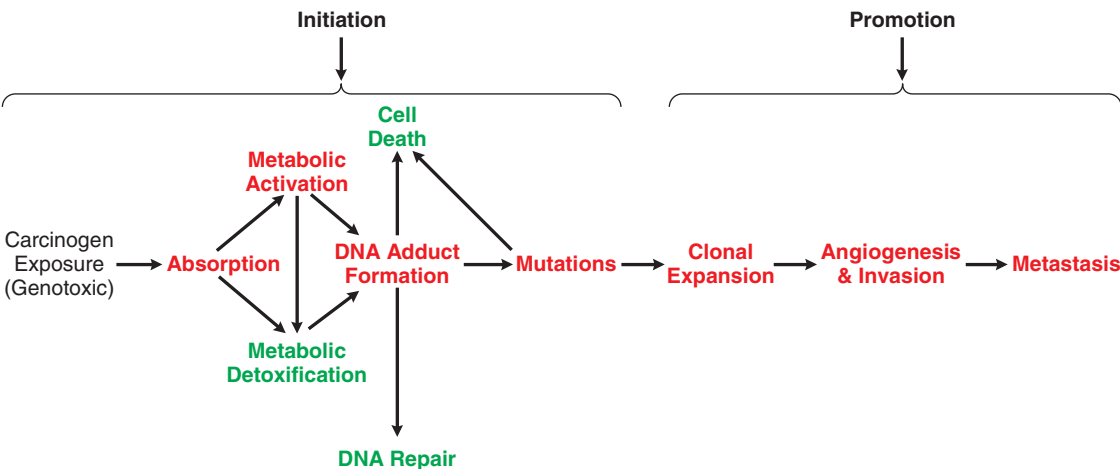 Initiation
Promotion
Cell
Death
Metabolic
Activation
Carcinogen
Exposure
(Genotoxic)
Absorption
DNA Adduct
Formation
Mutations
Clonal
Expansion
Angiogenesis
& Invasion
Metastasis
Metabolic
Detoxification
DNA Repair